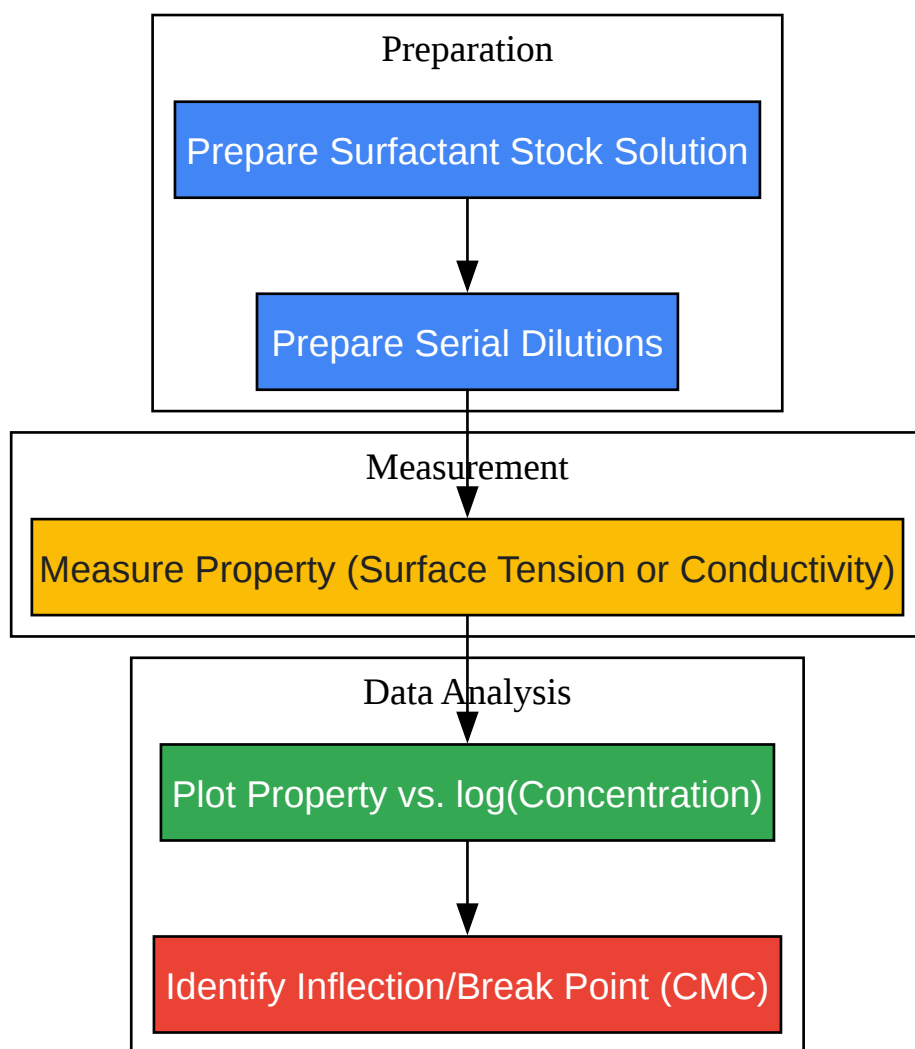 Preparation
Prepare Surfactant Stock Solution
Prepare Serial Dilutions
Measurement
Measure Property (Surface Tension or Conductivity)
Data Analysis
Plot Property vs. log(Concentration)
Identify Inflection/Break Point (CMC)